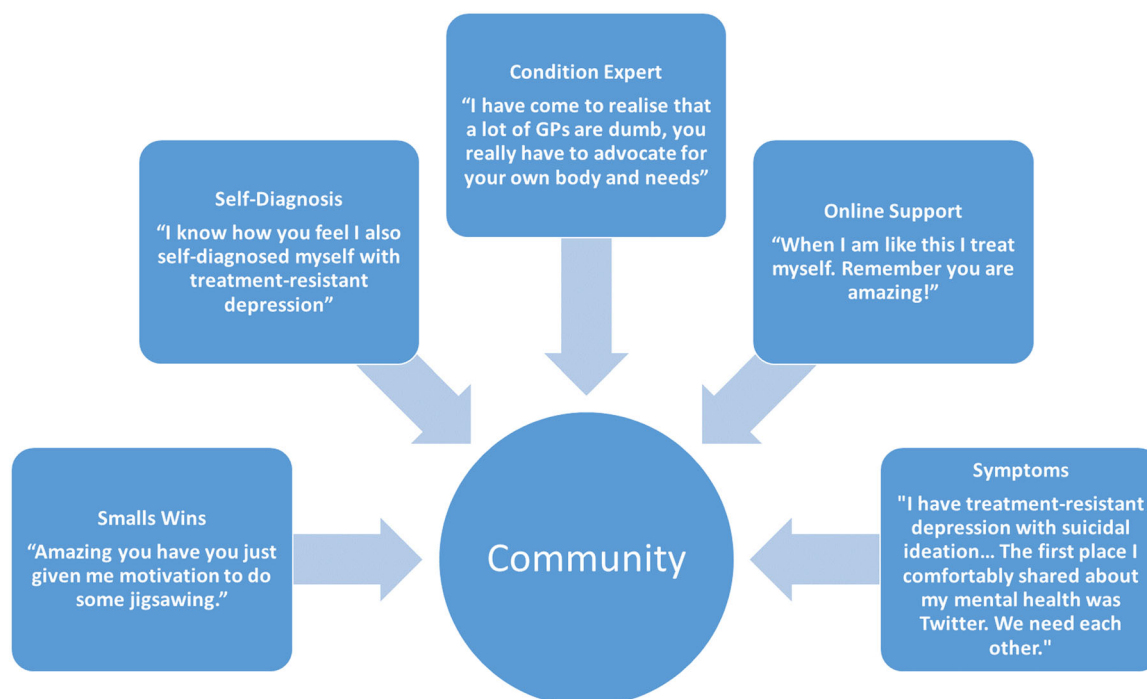 Condition Expert
“I have come to realise that
a lot of GPs are dumb, you
really have to advocate for
your own body and needs”
Self-Diagnosis
“I know how you feel I also
self-diagnosed myself with
treatment-resistant
depression”
Online Support
“When I am like this I treat
myself. Remember you are
amazing!”
Smalls Wins
“Amazing you have you just
given me motivation to do
some jigsawing.”
Community
Symptoms
"I have treatment-resistant
depression with suicidal
ideation... The first place I
comfortably shared about
my mental health was
Twitter. We need each
other."